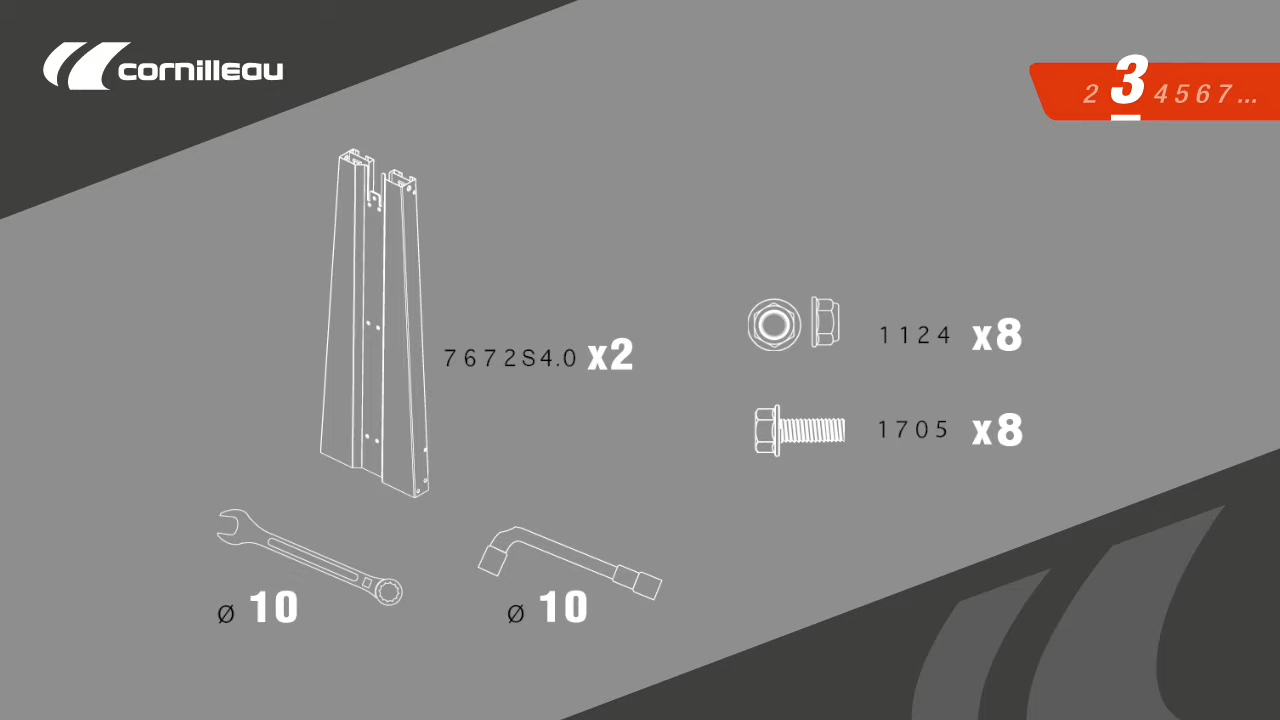 cornilleau
2 3 4 5 6 7 ...
7672S4.0 x2
1124 x8
1705 x8
Ø 10
Ø 10